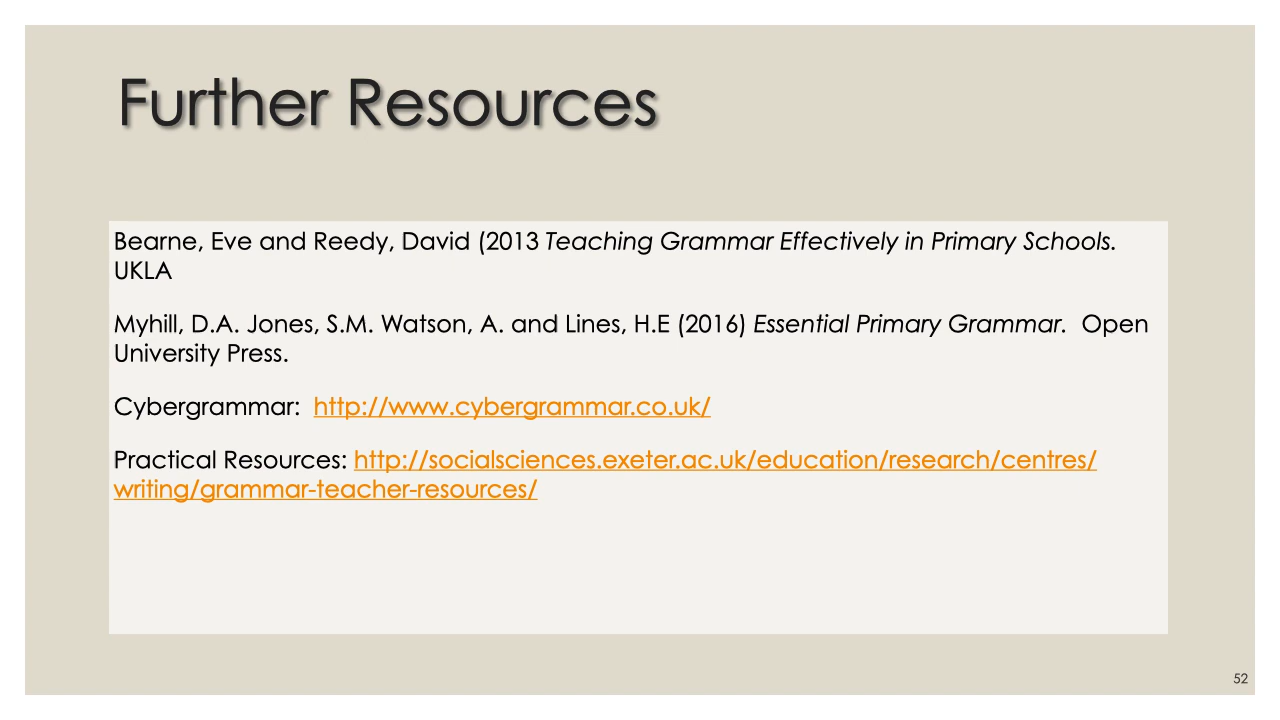 Further Resources
Bearne, Eve and Reedy, David (2013 Teaching Grammar Effectively in Primary Schools.
UKLA
Myhill, D.A. Jones, S.M. Watson, A. and Lines, H.E (2016) Essential Primary Grammar.  Open
University Press.
Cybergrammar:  http://www.cybergrammar.co.uk/
Practical Resources: http://socialsciences.exeter.ac.uk/education/research/centres/
writing/grammar-teacher-resources/
52